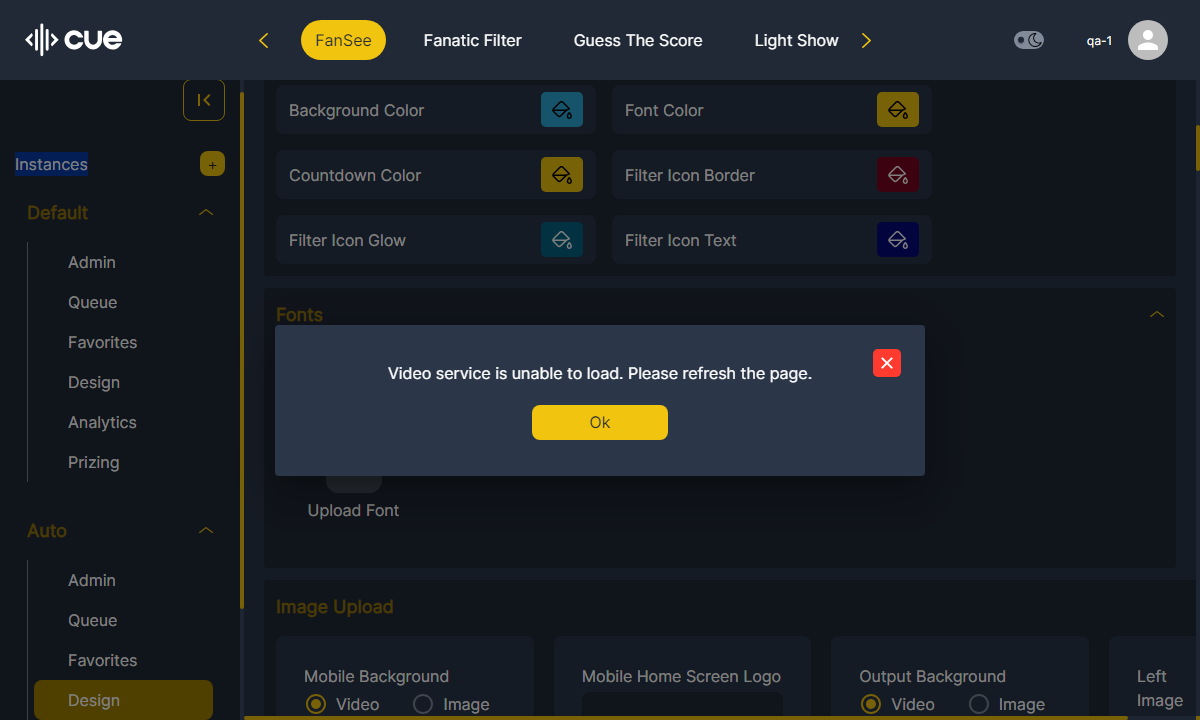 cue
FanSee
Fanatic Filter
Guess The Score
Light Show
qa-1
Instances
+
Default
Admin
Queue
Favorites
Design
Analytics
Prizing
Auto
Admin
Queue
Favorites
Design
Background Color
Font Color
Countdown Color
Filter Icon Border
Filter Icon Glow
Filter Icon Text
Fonts
Video service is unable to load. Please refresh the page.
Ok
Upload Font
Image Upload
Mobile Background
Video
Image
Mobile Home Screen Logo
Output Background
Video
Image
Left
Image